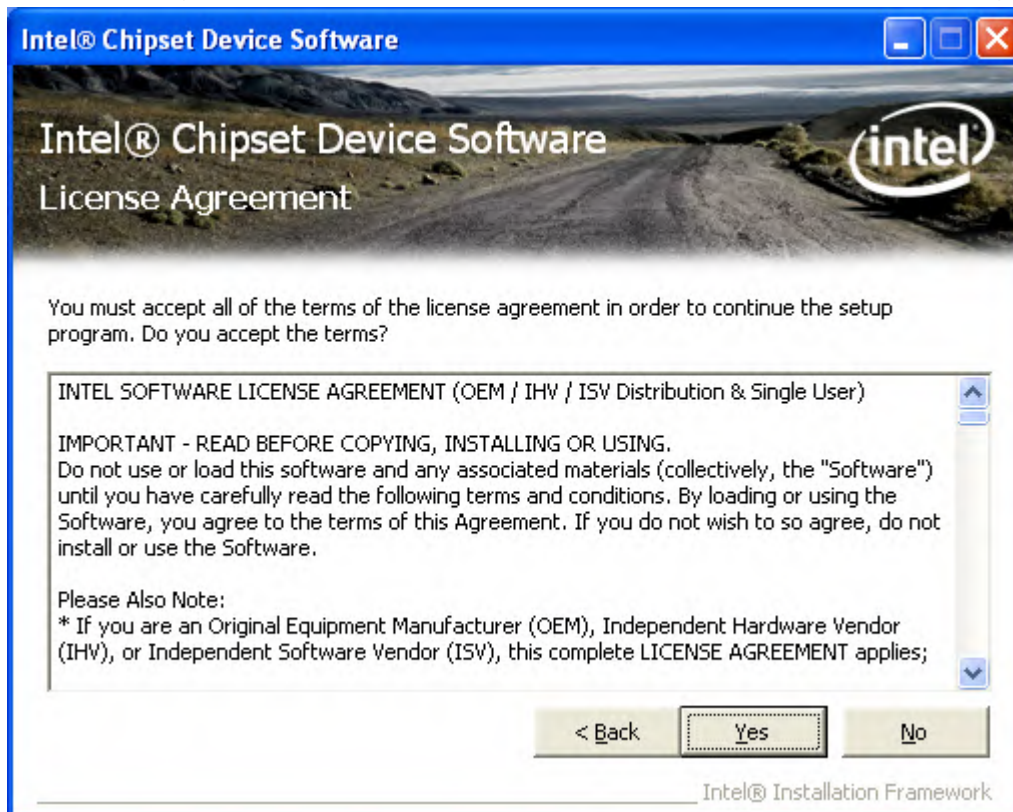 Intel® Chipset Device Software
Intel® Chipset Device Software
intel
License Agreement
You must accept all of the terms of the license agreement in order to continue the setup
program. Do you accept the terms?
INTEL SOFTWARE LICENSE AGREEMENT (OEM / IHV / ISV Distribution & Single User)
IMPORTANT - READ BEFORE COPYING, INSTALLING OR USING.
Do not use or load this software and any associated materials (collectively, the "Software")
until you have carefully read the following terms and conditions. By loading or using the
Software, you agree to the terms of this Agreement. If you do not wish to so agree, do not
install or use the Software.
Please Also Note:
* If you are an Original Equipment Manufacturer (OEM), Independent Hardware Vendor
(IHV), or Independent Software Vendor (ISV), this complete LICENSE AGREEMENT applies;
< Back
Yes
No
Intel® Installation Framework